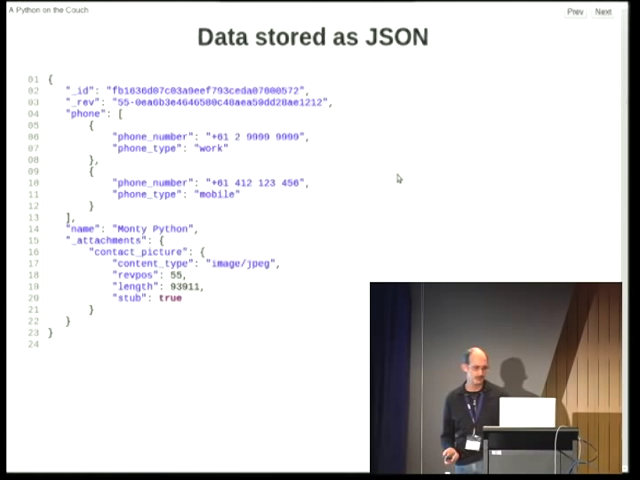 A Python on the Couch
Prev Next
Data stored as JSON
01 {
02 "_id": "fb1636d07c03a9eef793ceda07000572",
03 "_rev": "55-0ea6b3e4646580c48aea59dd28ae1212",
04 "phone": [
05 {
06 "phone_number": "+61 2 9999 9999",
07 "phone_type": "work"
08 },
09 {
10 "phone_number": "+61 412 123 456",
11 "phone_type": "mobile"
12 }
13 ],
14 "name": "Monty Python",
15 "_attachments": {
16 "contact_picture": {
17 "content_type": "image/jpeg",
18 "revpos": 55,
19 "length": 93911,
20 "stub": true
21 }
22 }
23 }
24